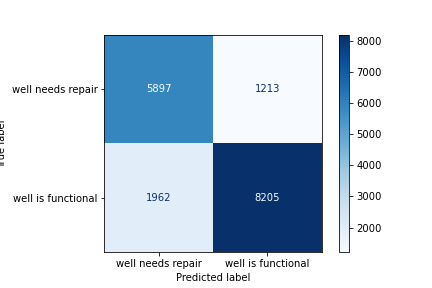 well needs repair
well is functional
5897
1213
1962
8205
well needs repair
well is functional
Predicted label
label
8000
7000
6000
5000
4000
3000
2000